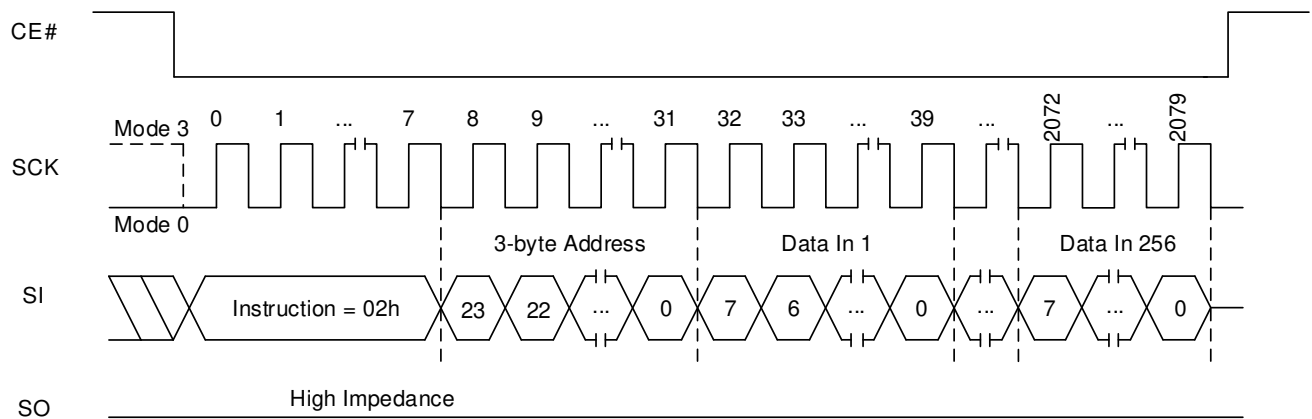 CE#
Mode 3
0 1 ... 7 8 9 ... 31 32 33 ... 39 ... 2072 ... 2079
SCK
Mode 0
3-byte Address Data In 1 Data In 256
SI
Instruction = 02h 23 22 ... 0 7 6 ... 0 ... 7 ... 0
High Impedance
SO